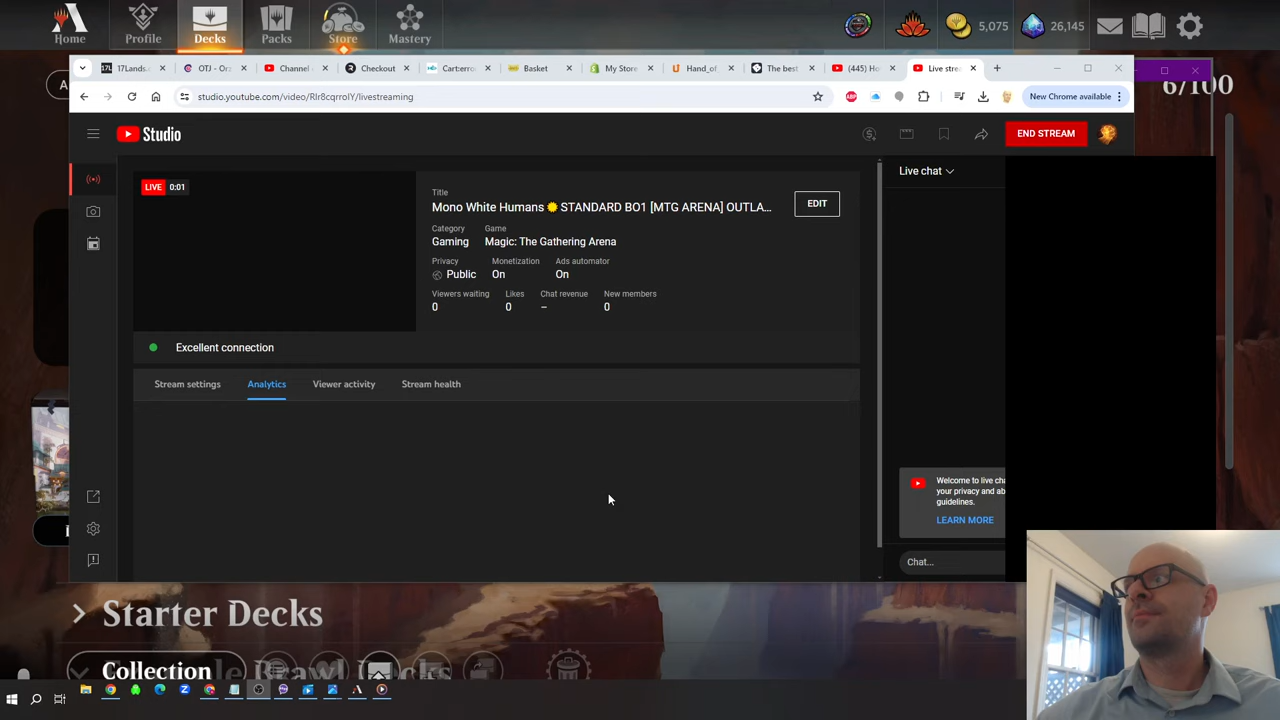 Home
Profile
Decks
Packs
Store
Mastery
5,075
26,145
6/100
17Lands.
OTJ - Or
Channel
Checkout
Cart:erro
Basket
My Store
Hand_of
The best
(445) Ho
Live strea
studio.youtube.com/video/RIr8cqrroIY/livestreaming
ABP
New Chrome available
Studio
END STREAM
LIVE 0:01
Title
Mono White Humans STANDARD BO1 [MTG ARENA] OUTLA...
EDIT
Category Game
Gaming Magic: The Gathering Arena
Privacy Monetization Ads automator
Public On On
Viewers waiting Likes Chat revenue New members
0 0 – 0
Excellent connection
Stream settings Analytics Viewer activity Stream health
Live chat
Welcome to live cha
your privacy and ab
guidelines.
LEARN MORE
Chat...
Starter Decks
Collection
Brawl Decks